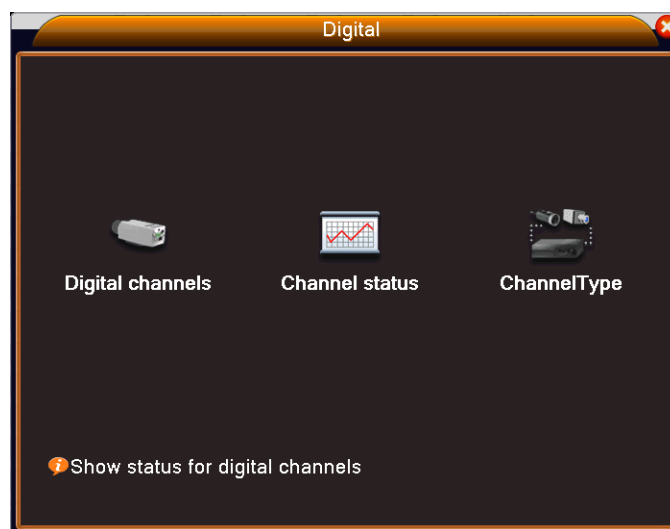 Digital
Digital channels
Channel status
ChannelType
Show status for digital channels